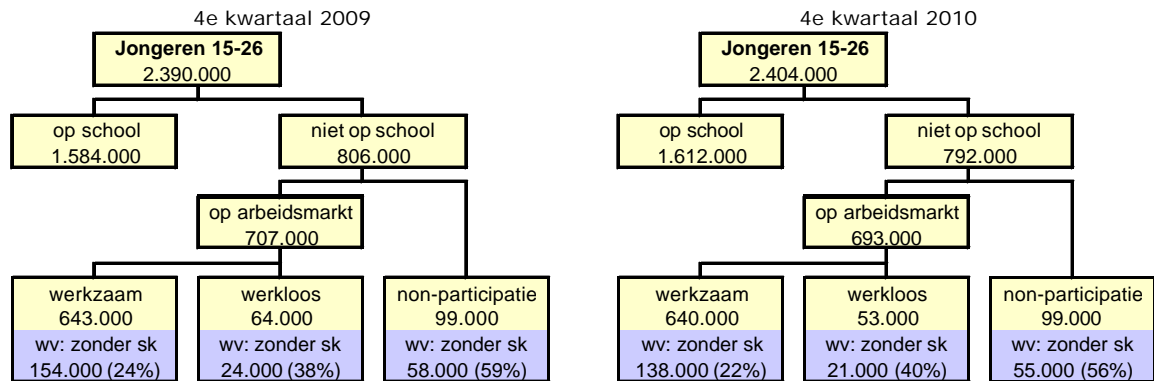 4e kwartaal 2009
Jongeren 15-26
2.390.000
op school
1.584.000
niet op school
806.000
op arbeidsmarkt
707.000
werkzaam
643.000
wv: zonder sk
154.000 (24%)
werkloos
64.000
wv: zonder sk
24.000 (38%)
non-participatie
99.000
wv: zonder sk
58.000 (59%)
4e kwartaal 2010
Jongeren 15-26
2.404.000
op school
1.612.000
niet op school
792.000
op arbeidsmarkt
693.000
werkzaam
640.000
wv: zonder sk
138.000 (22%)
werkloos
53.000
wv: zonder sk
21.000 (40%)
non-participatie
99.000
wv: zonder sk
55.000 (56%)